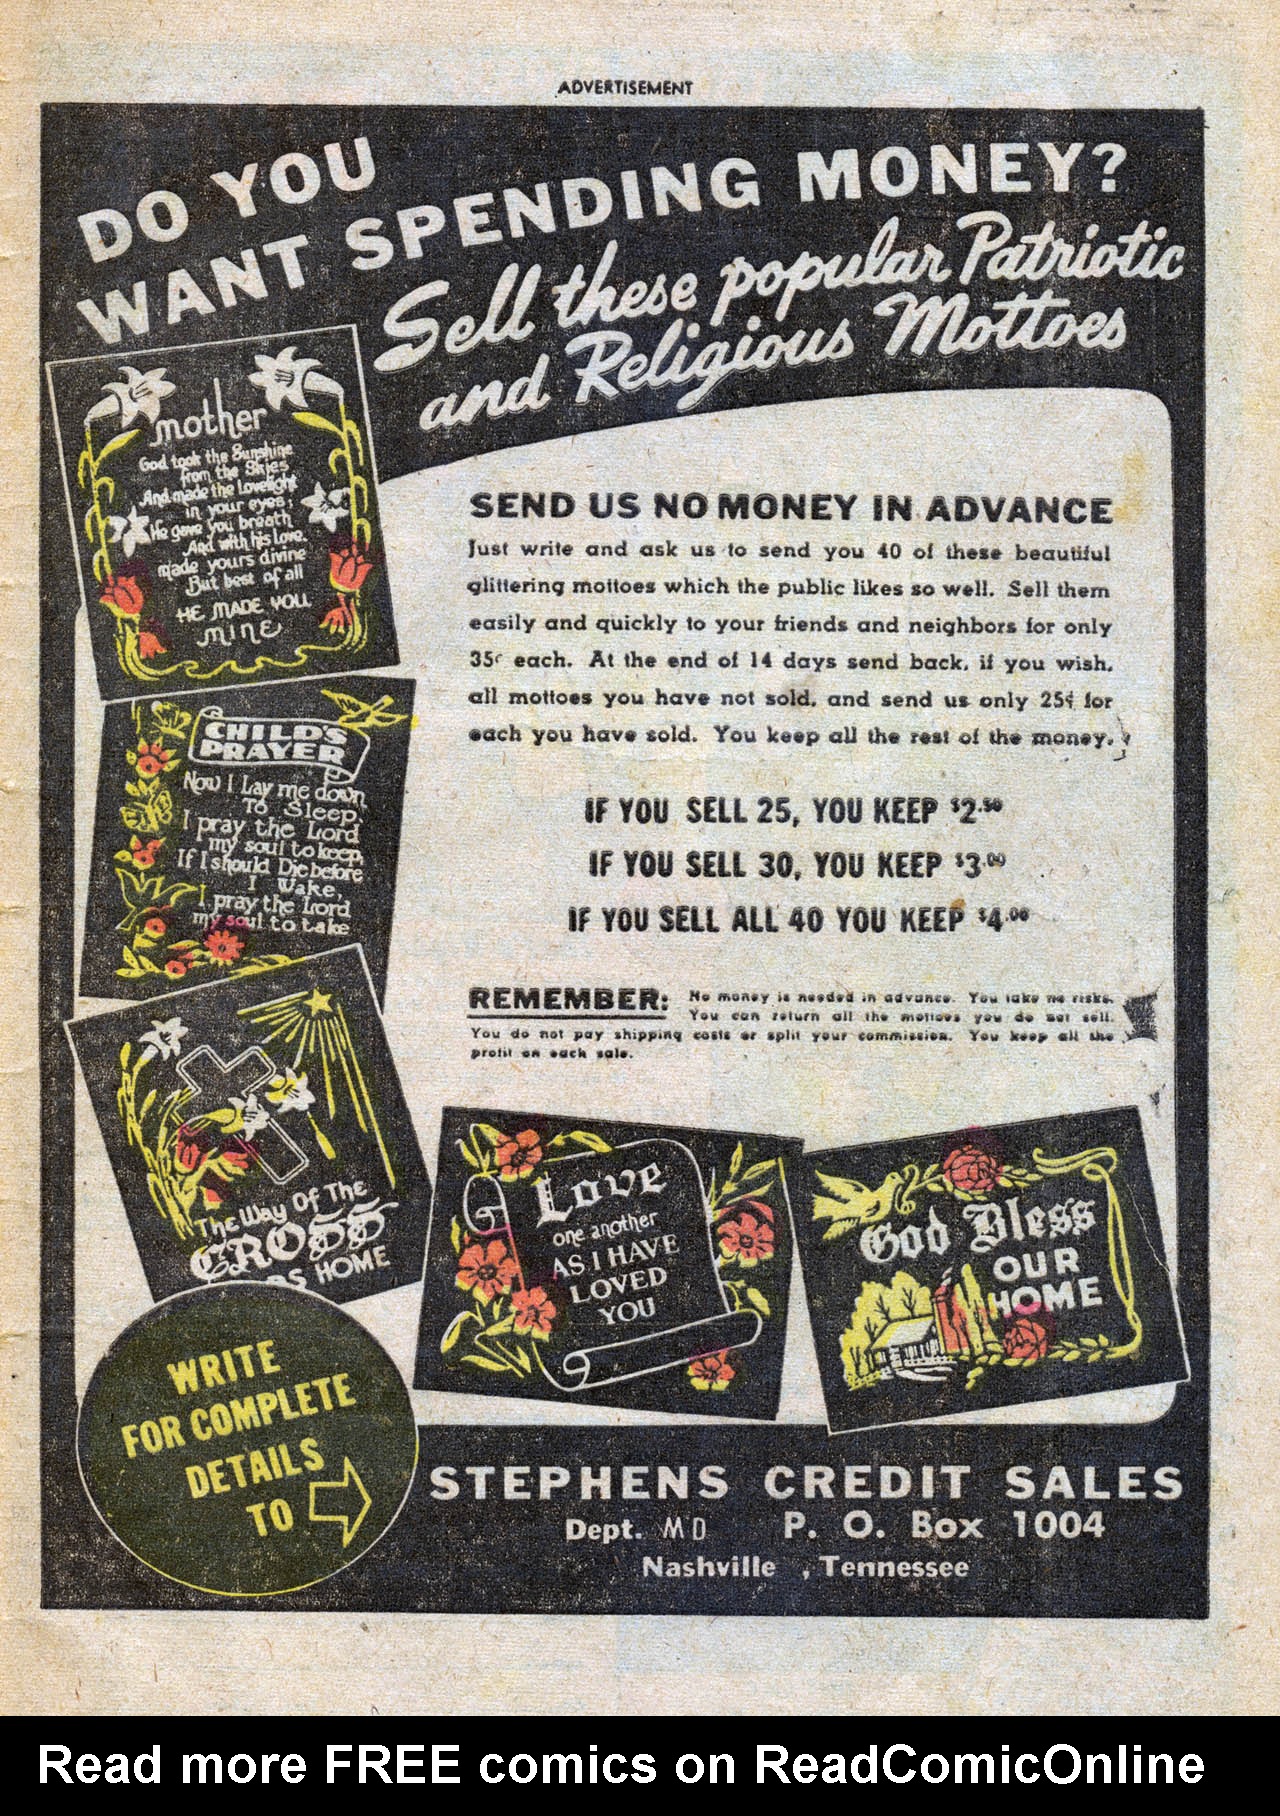 ADVERTISEMENT
DO YOU
WANT SPENDING MONEY?
Sell these popular Patriotic
and Religious Mottoes
mother
God took the Sunshine
from the Skies
And made the Lovelight
in your eyes;
He gave you breath
And with his Love.
made yours divine
But best of all
HE MADE YOU
MINE
CHILD'S
PRAYER
Now I Lay me down
To Sleep,
I pray the Lord
my soul to keep,
If I should Die before
I Wake,
I pray the Lord
my soul to take
The Way Of The
CROSS
HOME
SEND US NO MONEY IN ADVANCE
Just write and ask us to send you 40 of these beautiful
glittering mottoes which the public likes so well. Sell them
easily and quickly to your friends and neighbors for only
35¢ each. At the end of 14 days send back, if you wish,
all mottoes you have not sold, and send us only 25¢ for
each you have sold. You keep all the rest of the money.
IF YOU SELL 25, YOU KEEP $2.50
IF YOU SELL 30, YOU KEEP $3.00
IF YOU SELL ALL 40 YOU KEEP $4.00
REMEMBER: No money is needed in advance. You take no risks.
You can return all the mottoes you do not sell.
You do not pay shipping costs or split your commission. You keep all the
profit on each sale.
Love
one another
AS I HAVE
LOVED
YOU
God Bless
OUR
HOME
WRITE
FOR COMPLETE
DETAILS
TO
STEPHENS CREDIT SALES
Dept. MD P. O. Box 1004
Nashville , Tennessee
Read more FREE comics on ReadComicOnline